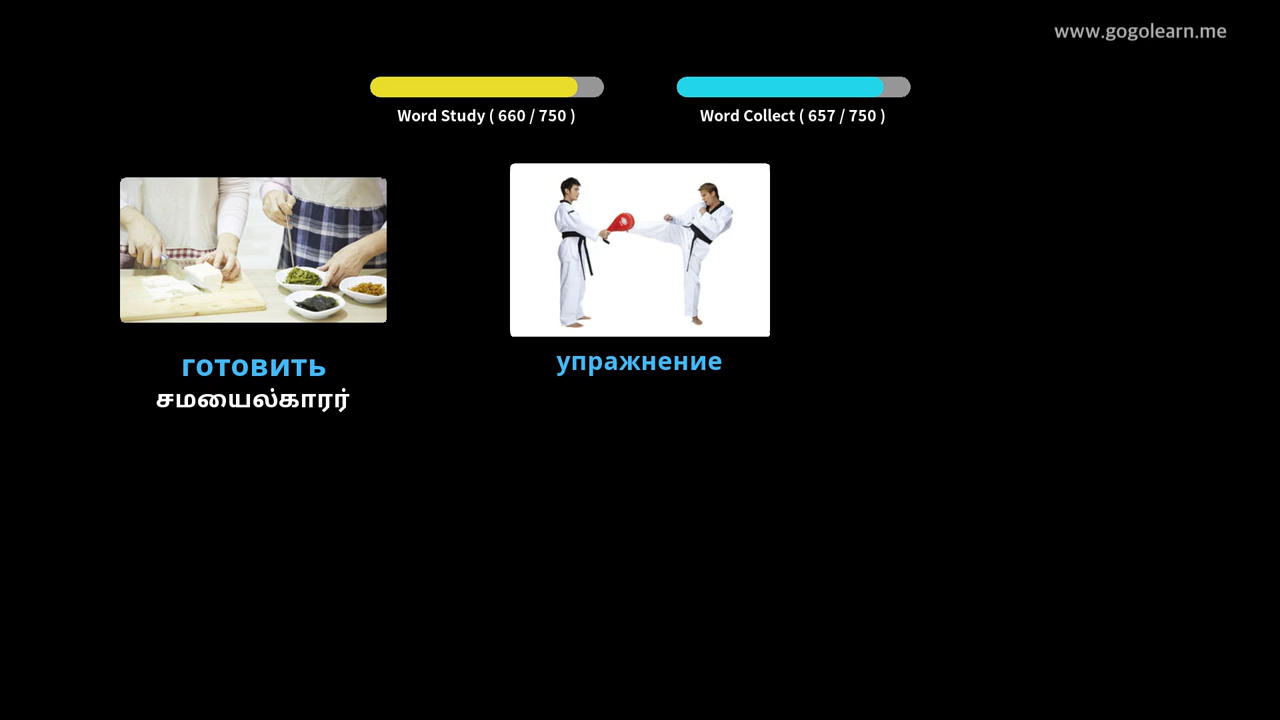 www.gogolearn.me
Word Study ( 660 / 750 )
Word Collect ( 657 / 750 )
готовить
சமையல்காரர்
упражнение